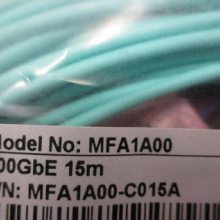 Model No: MFA1A00
00GbE 15m
/N: MFA1A00-C015A